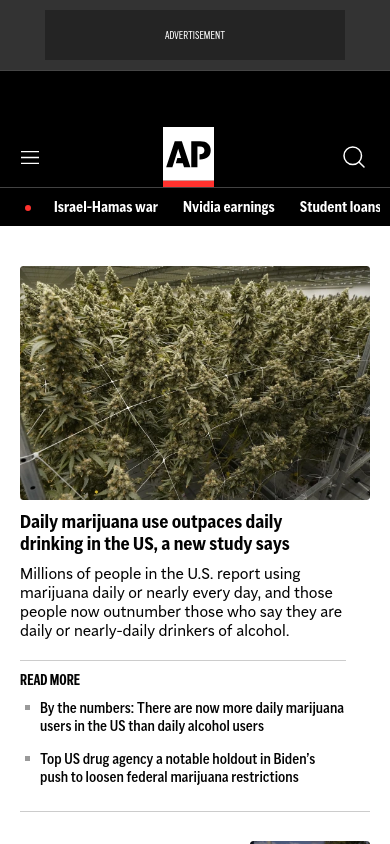 ADVERTISEMENT
AP
Israel-Hamas war Nvidia earnings Student loans
Daily marijuana use outpaces daily
drinking in the US, a new study says
Millions of people in the U.S. report using
marijuana daily or nearly every day, and those
people now outnumber those who say they are
daily or nearly-daily drinkers of alcohol.
READ MORE
By the numbers: There are now more daily marijuana
users in the US than daily alcohol users
Top US drug agency a notable holdout in Biden’s
push to loosen federal marijuana restrictions